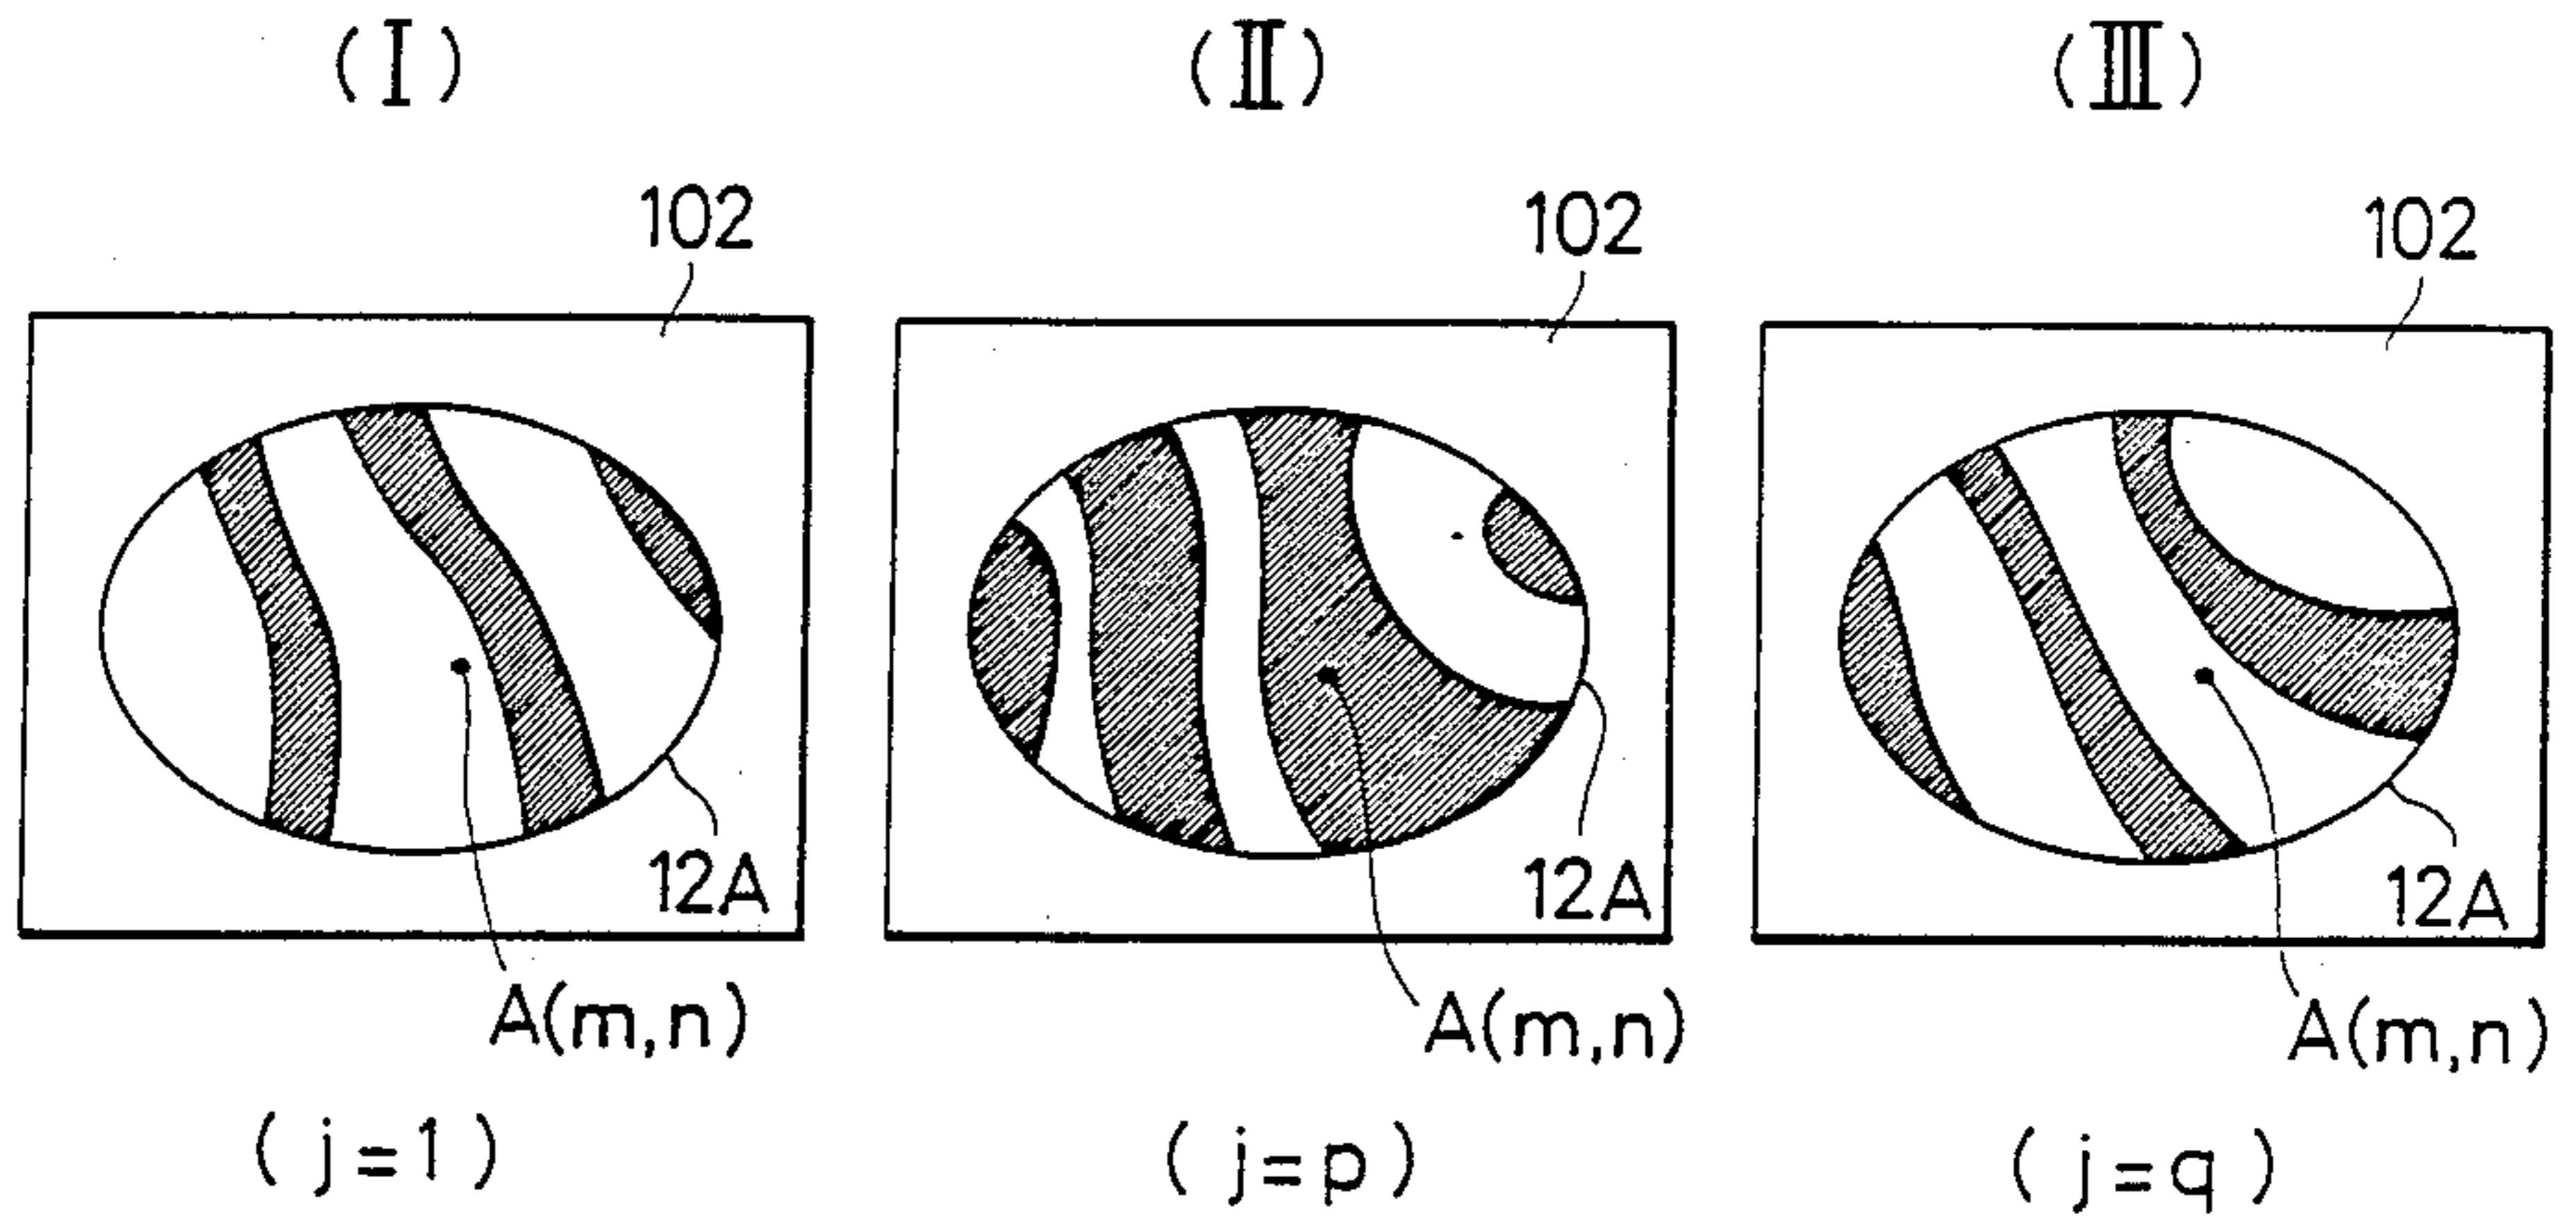 (I) (II) (III)
102 102 102
12A 12A 12A
A(m,n) A(m,n) A(m,n)
(j=1) (j=p) (j=q)